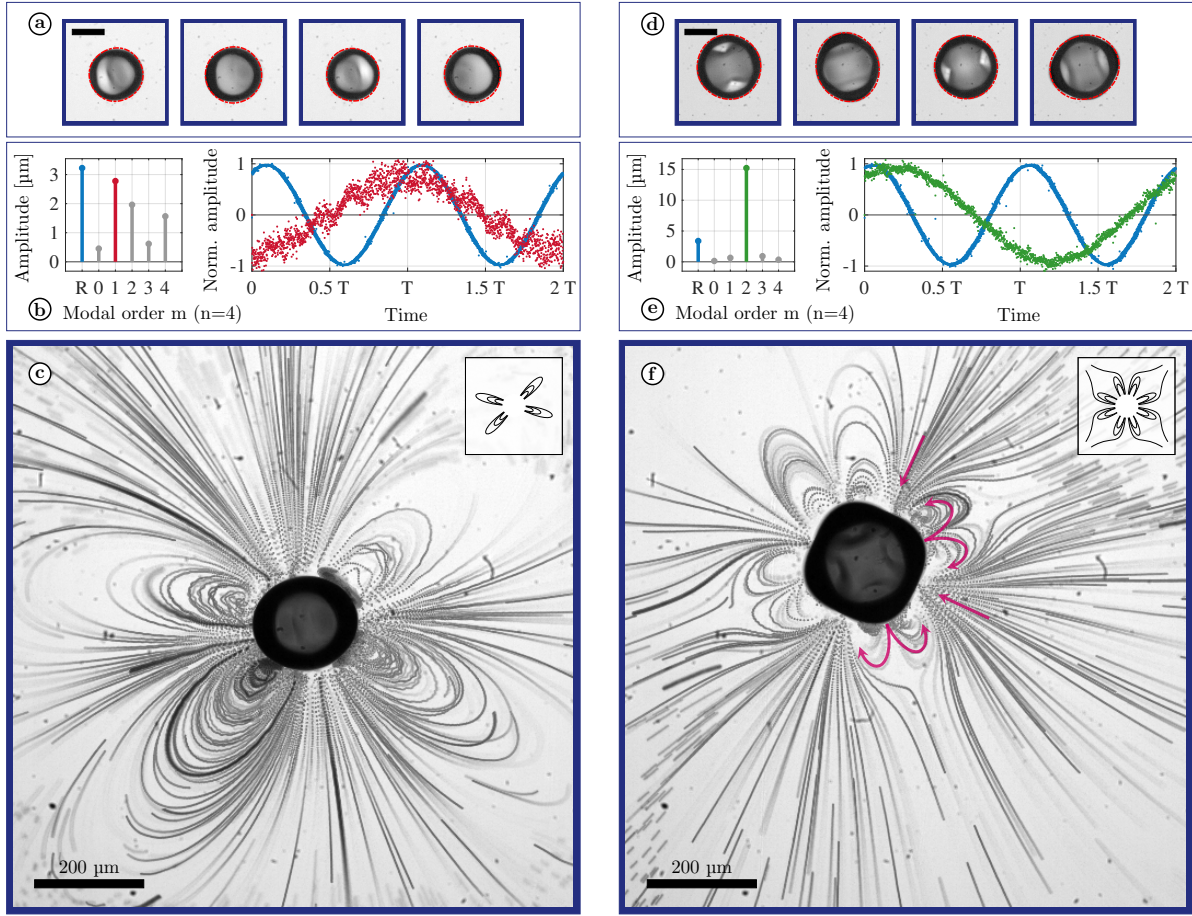 a
b
Amplitude [µm]
3
2
1
0
R 0 1 2 3 4
Modal order m (n=4)
Norm. amplitude
1
0
-1
0 0.5 T T 1.5 T 2 T
Time
c
200 µm
d
e
Amplitude [µm]
15
10
5
0
R 0 1 2 3 4
Modal order m (n=4)
Norm. amplitude
1
0
-1
0 0.5 T T 1.5 T 2 T
Time
f
200 µm